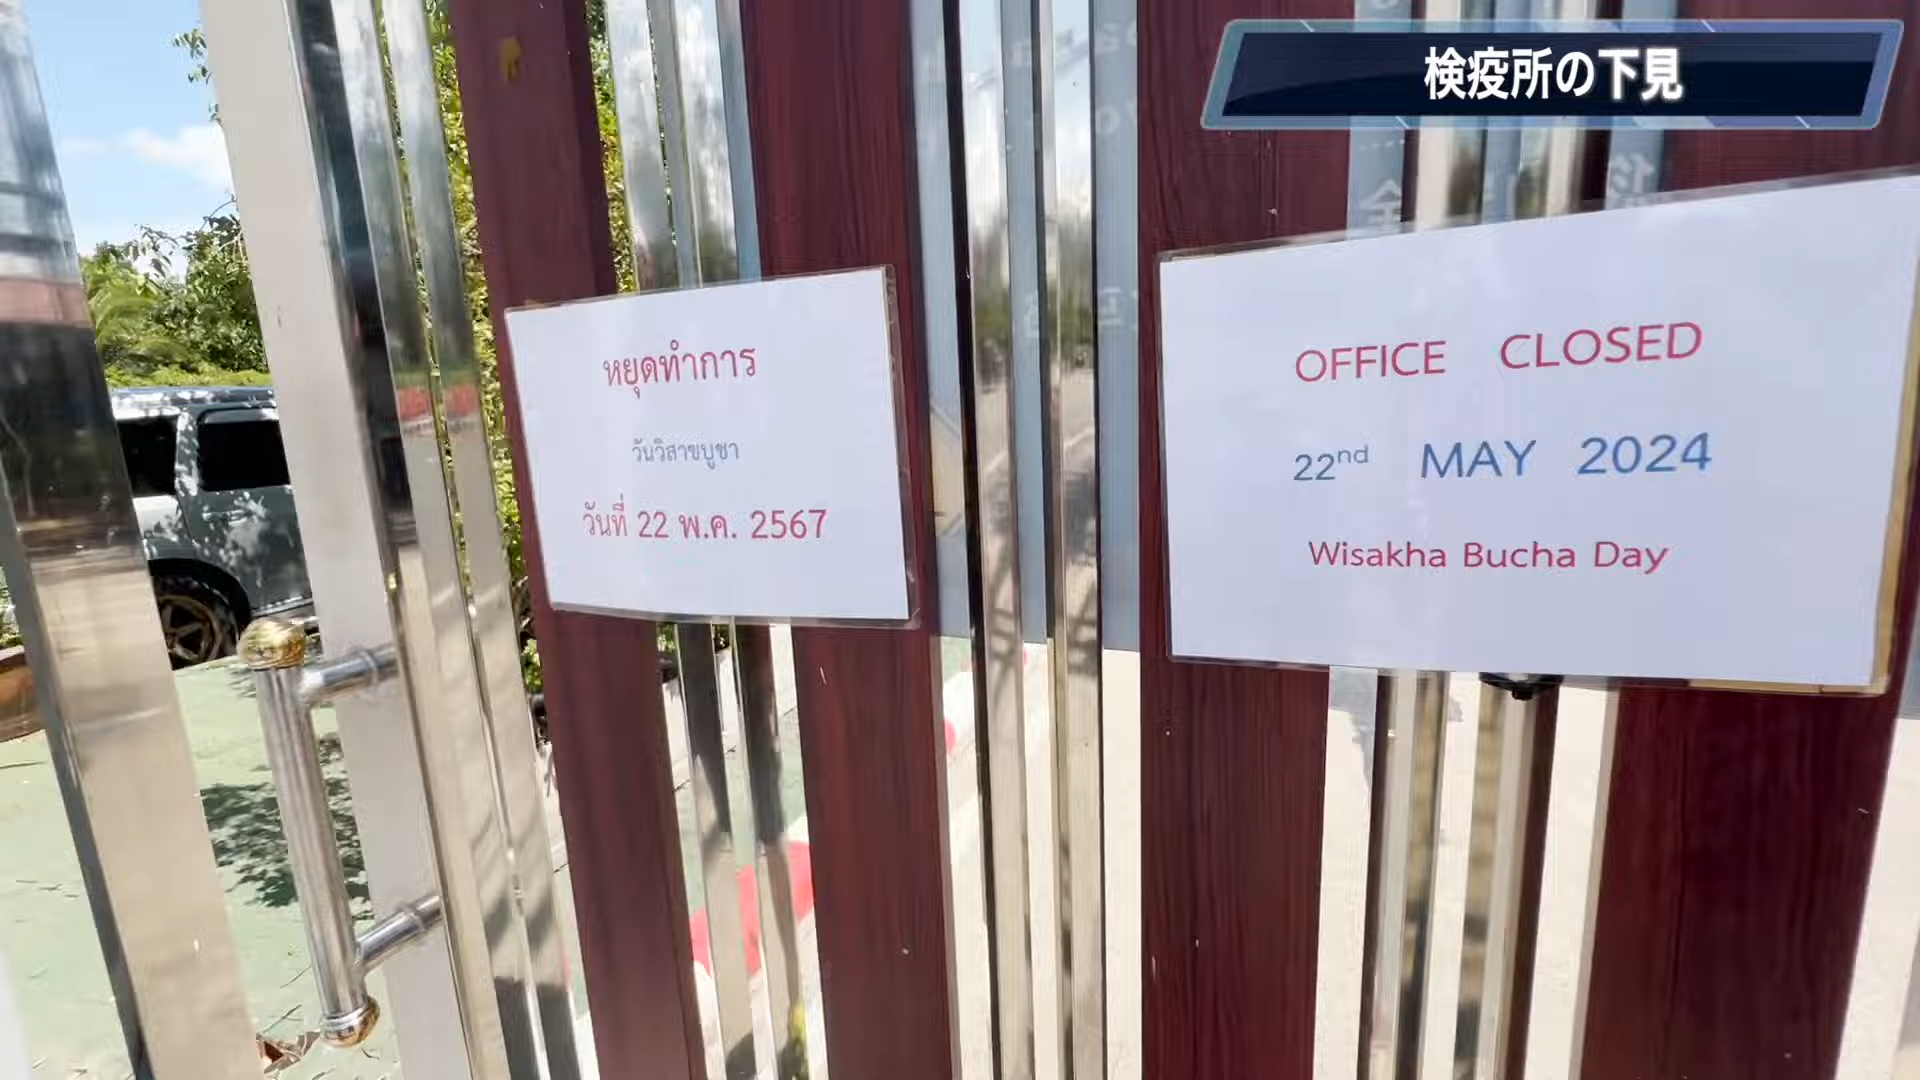 検疫所の下見
หยุดทำการ
วันวิสาขบูชา
วันที่ 22 พ.ค. 2567
OFFICE CLOSED
22nd MAY 2024
Wisakha Bucha Day